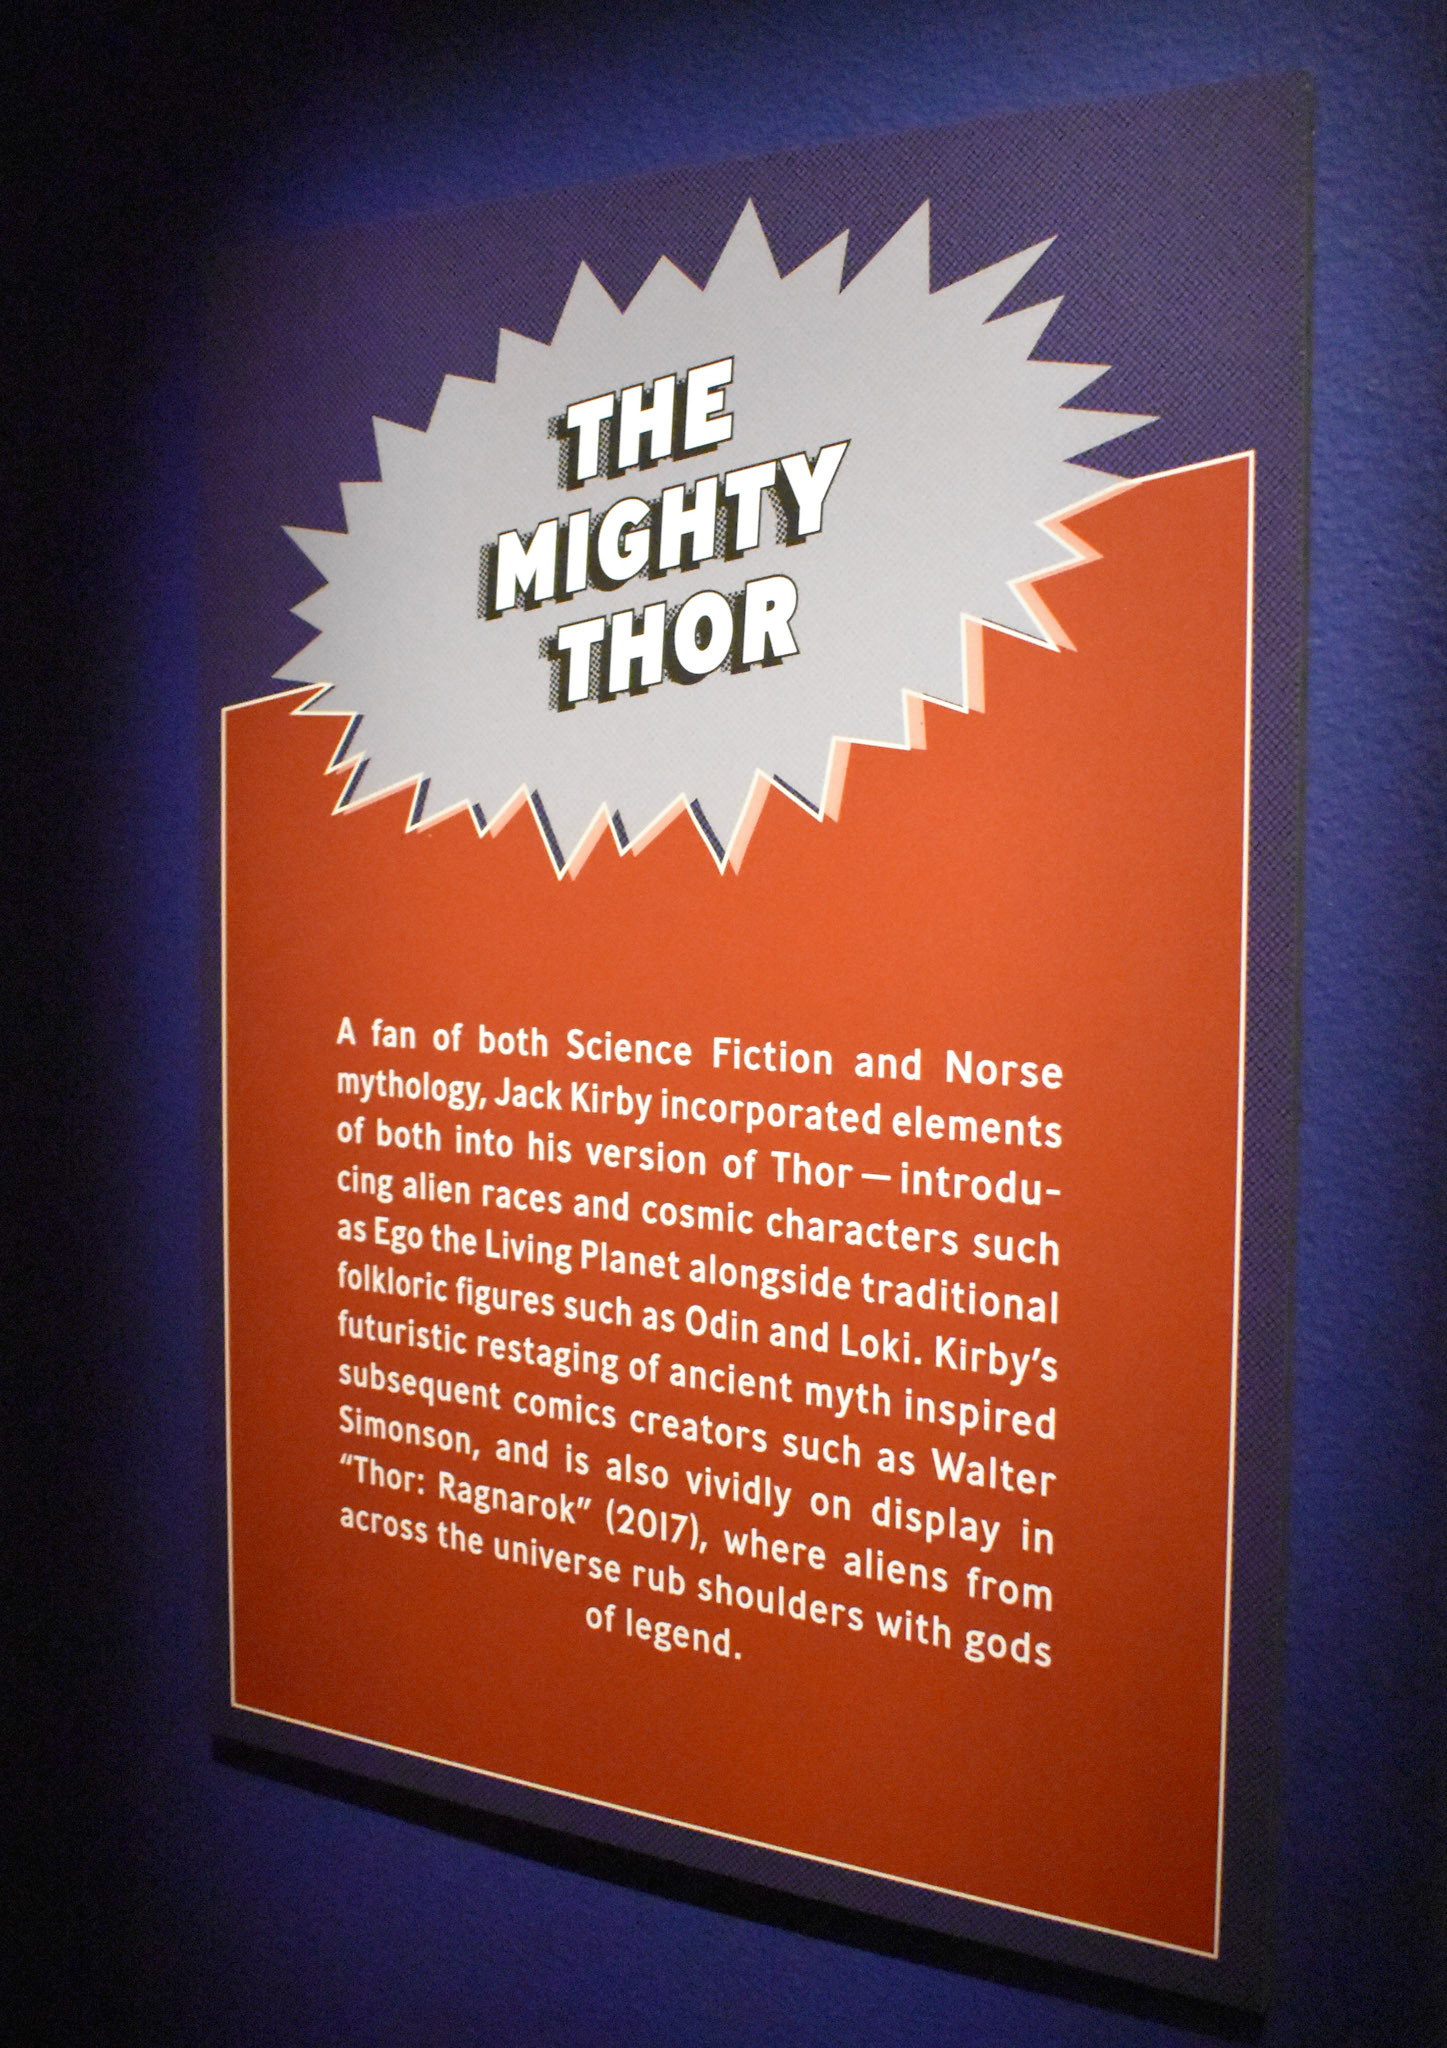 THE
MIGHTY
THOR
A fan of both Science Fiction and Norse
mythology, Jack Kirby incorporated elements
of both into his version of Thor — introdu-
cing alien races and cosmic characters such
as Ego the Living Planet alongside traditional
folkloric figures such as Odin and Loki. Kirby's
futuristic restaging of ancient myth inspired
subsequent comics creators such as Walter
Simonson, and is also vividly on display in
“Thor: Ragnarok” (2017), where aliens from
across the universe rub shoulders with gods
of legend.